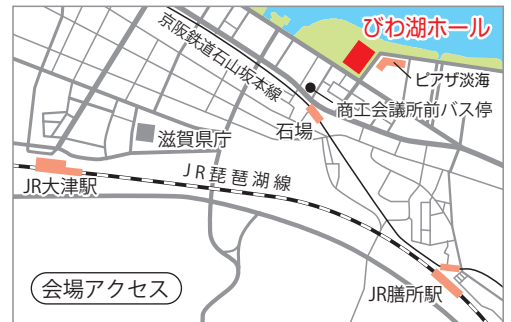 びわ湖ホール
京阪鉄道石山坂本線
ピアザ淡海
商工会議所前バス停
石場
滋賀県庁
JR琵琶湖線
JR大津駅
会場アクセス
JR膳所駅